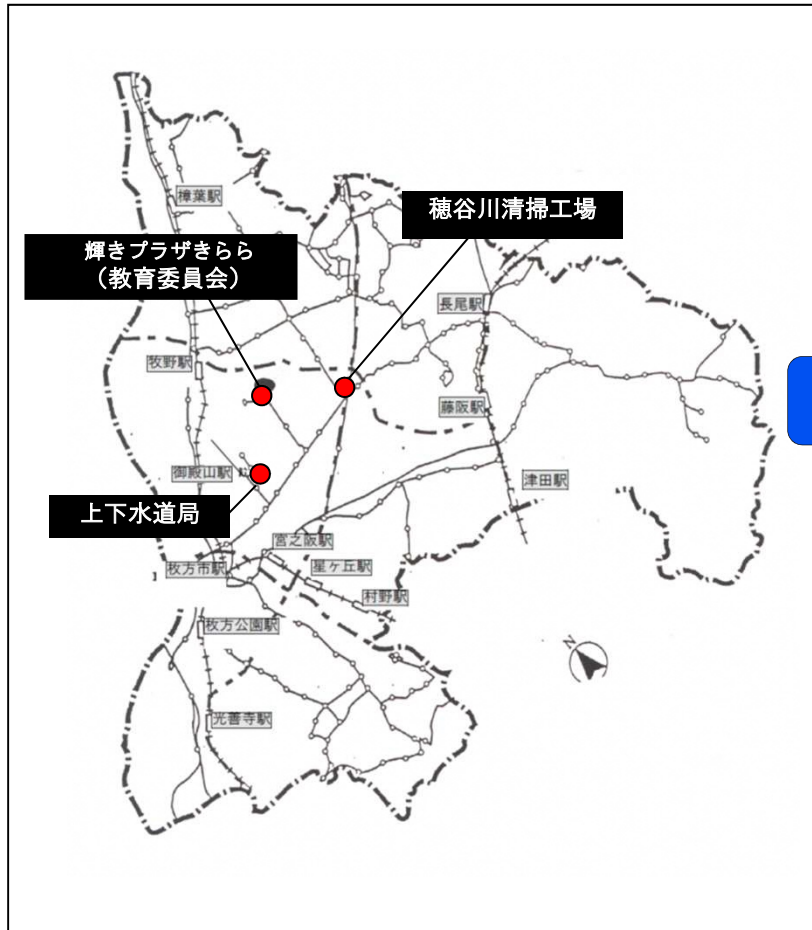 樟葉駅
穂谷川清掃工場
輝きプラザきらら
(教育委員会)
長尾駅
牧野駅
藤阪駅
御殿山駅
津田駅
上下水道局
宮之阪駅
枚方市駅
星ヶ丘駅
村野駅
枚方公園駅
N
光善寺駅